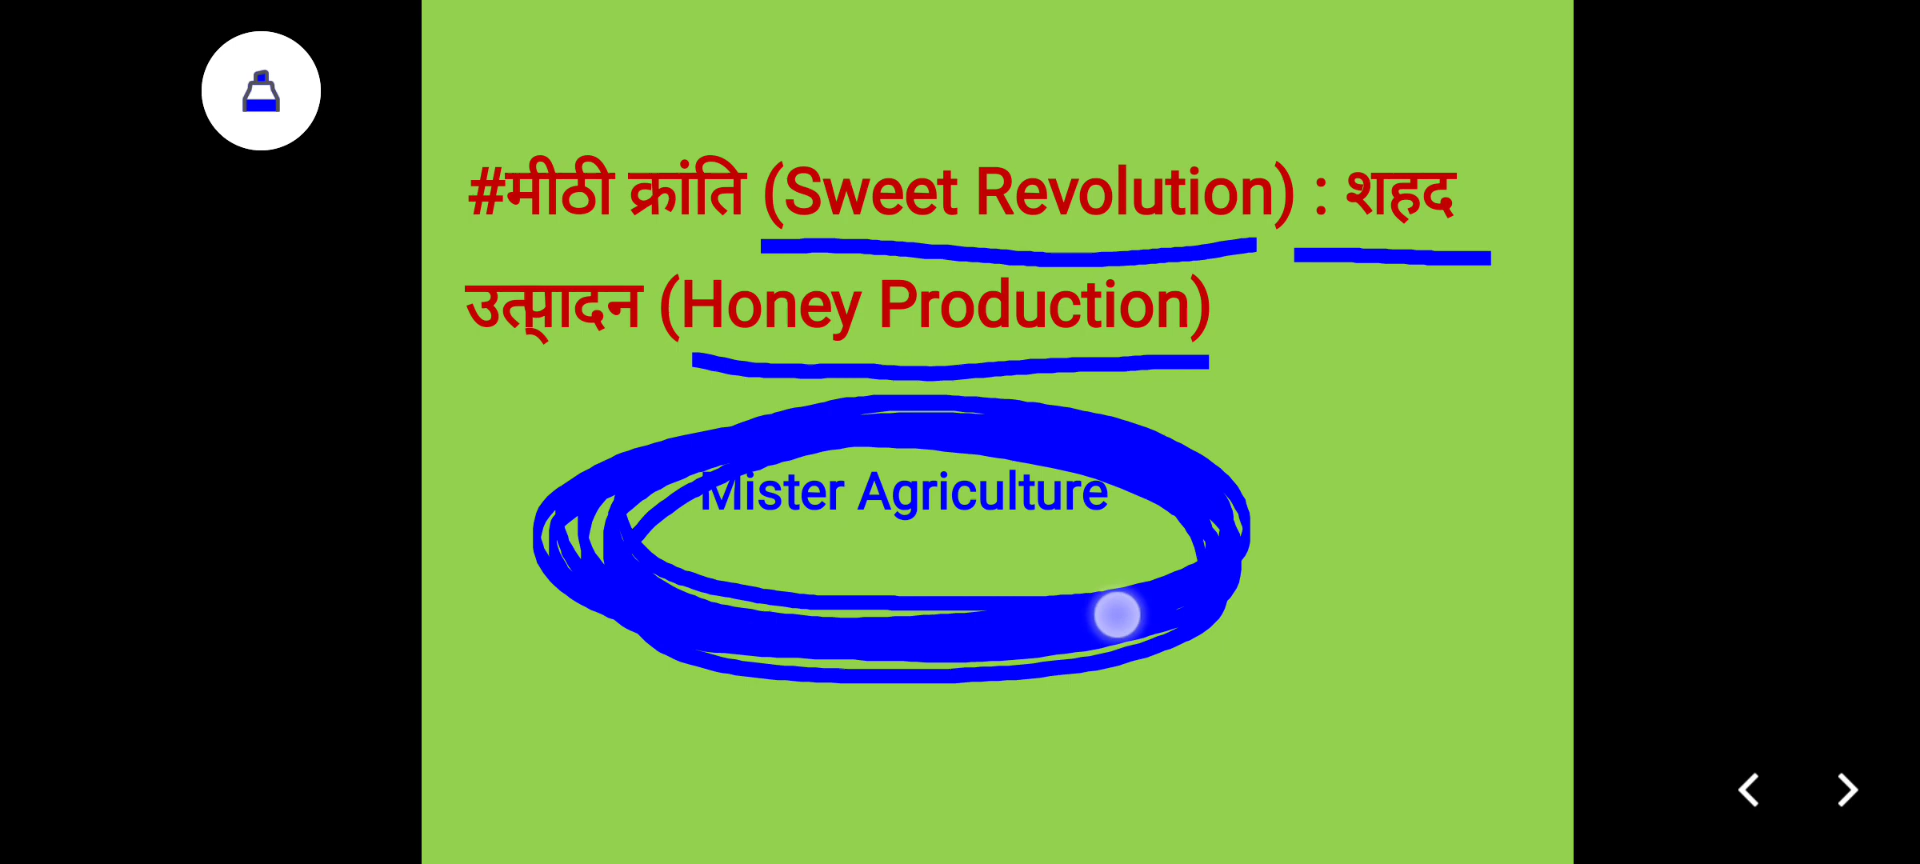 #मीठी क्रांति (Sweet Revolution) : शहद
उत्पादन (Honey Production)
Mister Agriculture